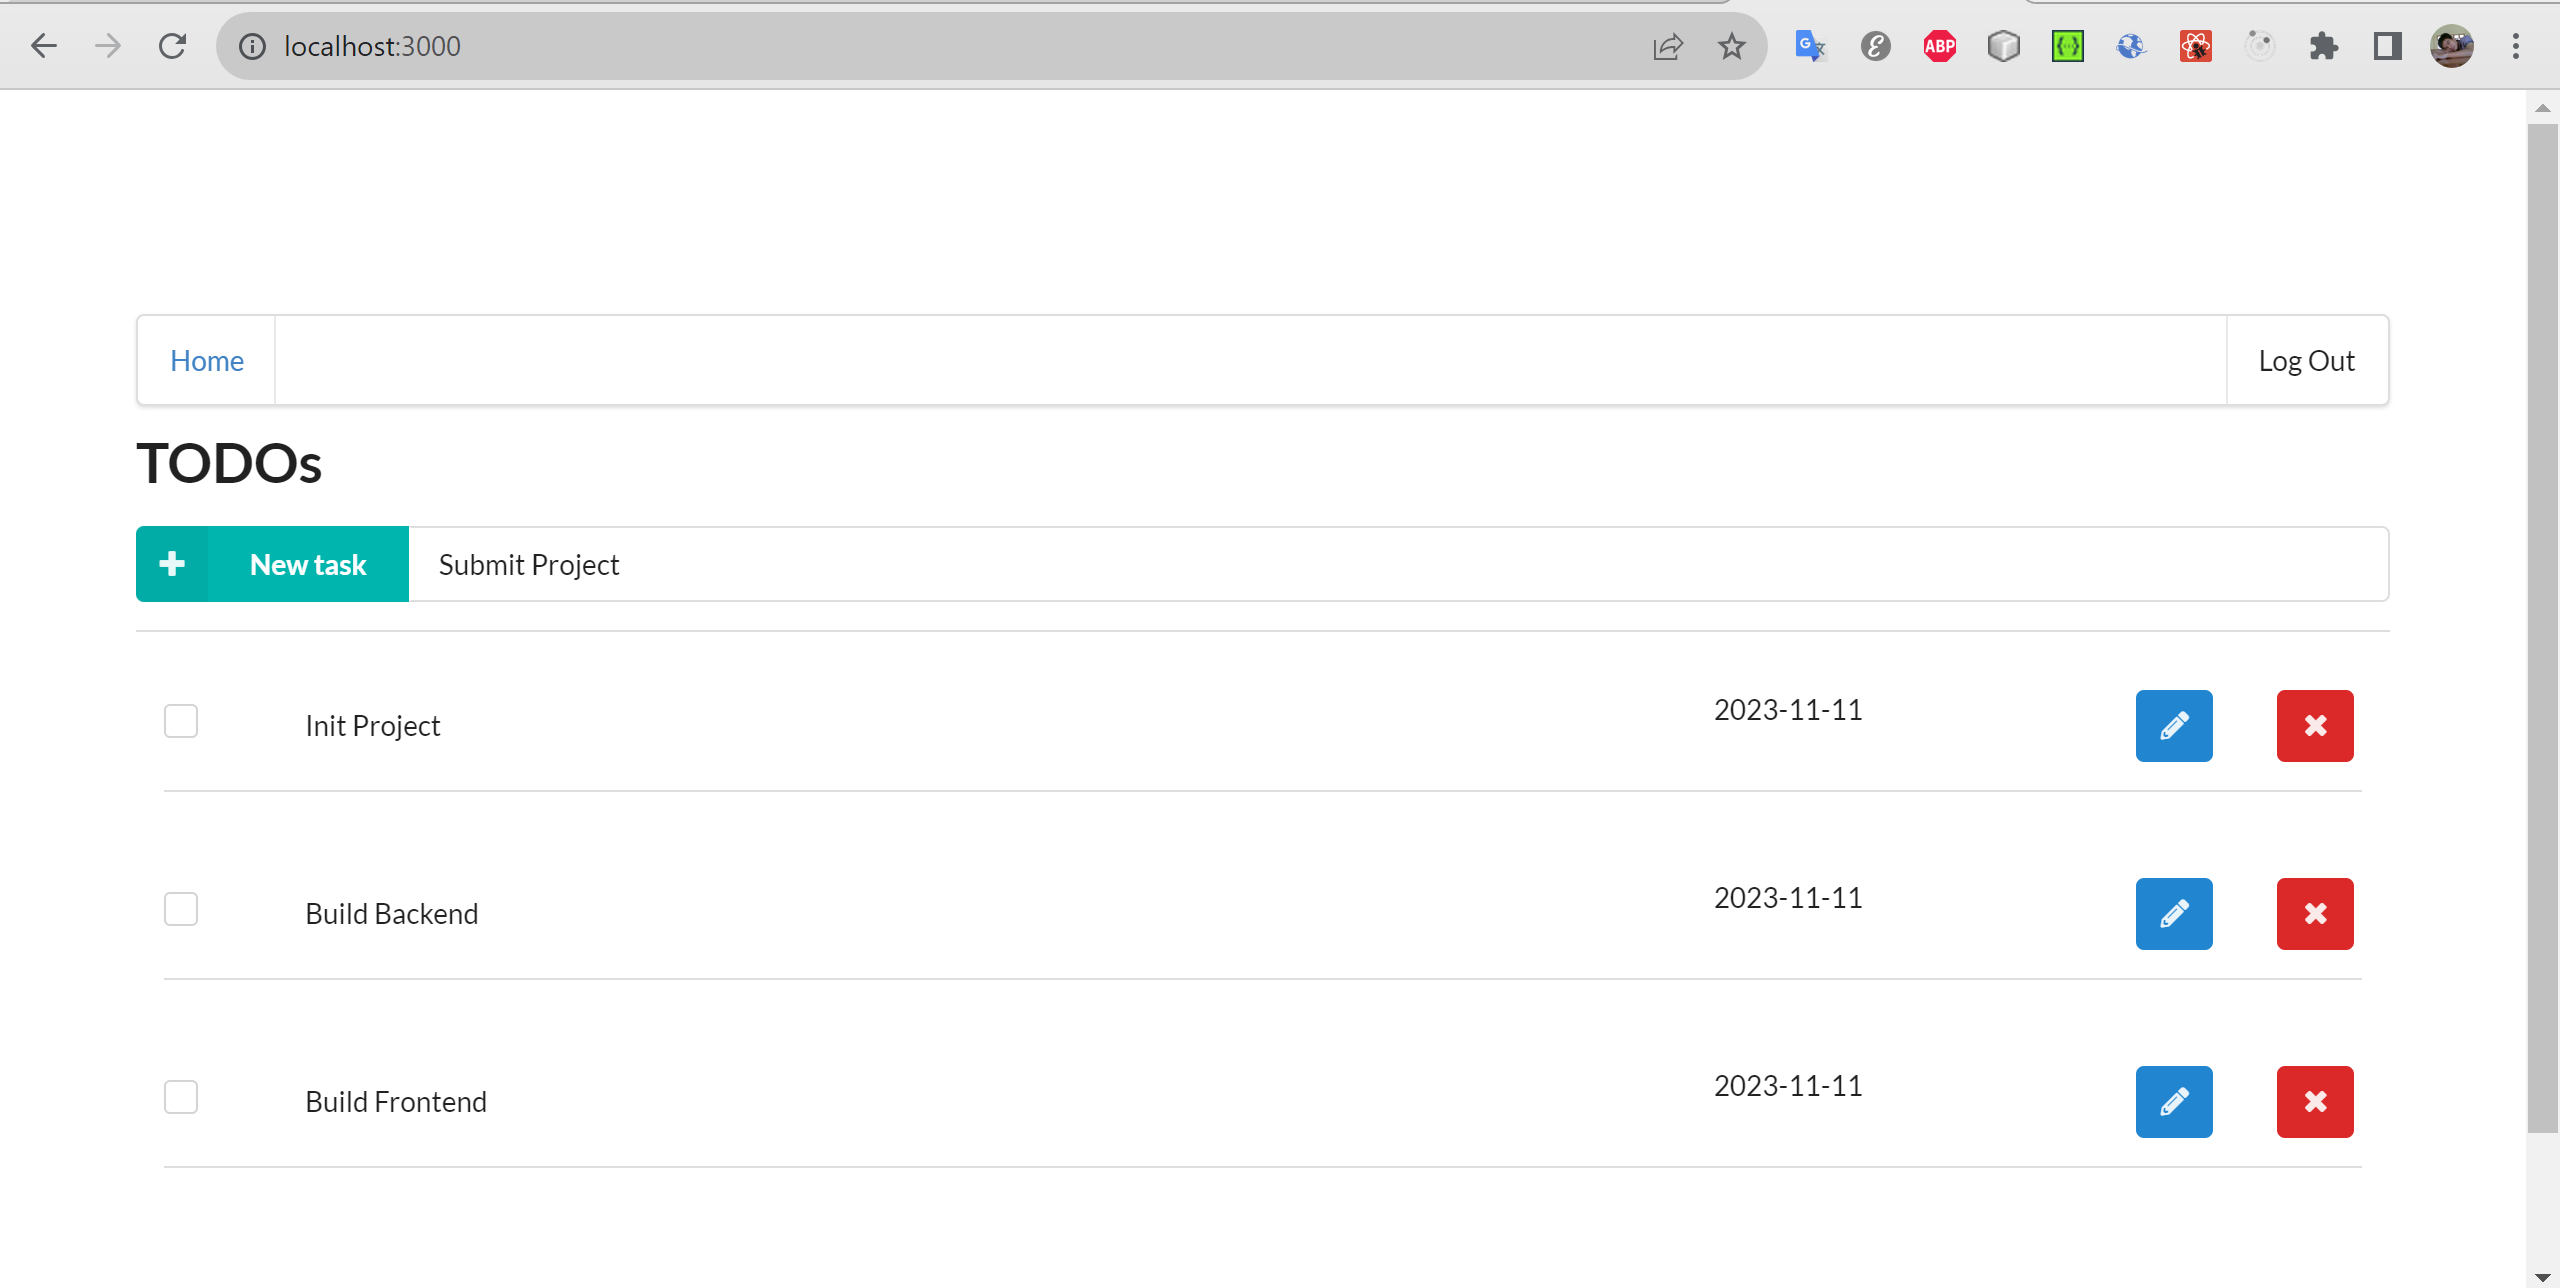 localhost:3000
ABP
Home
Log Out
TODOs
New task
Submit Project
Init Project
2023-11-11
Build Backend
2023-11-11
Build Frontend
2023-11-11